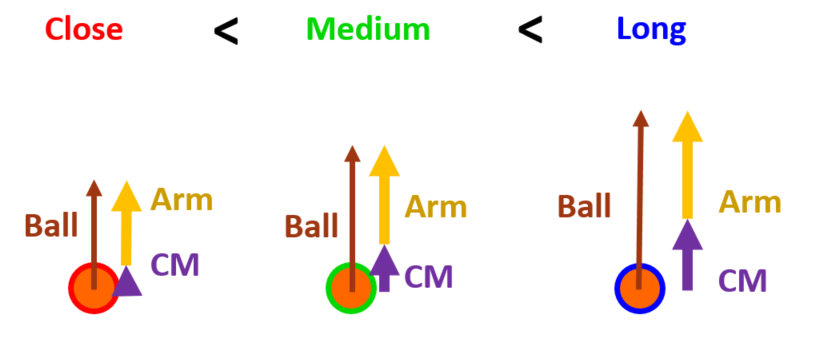 Close < Medium < Long
Ball Arm CM
Ball Arm CM
Ball Arm CM